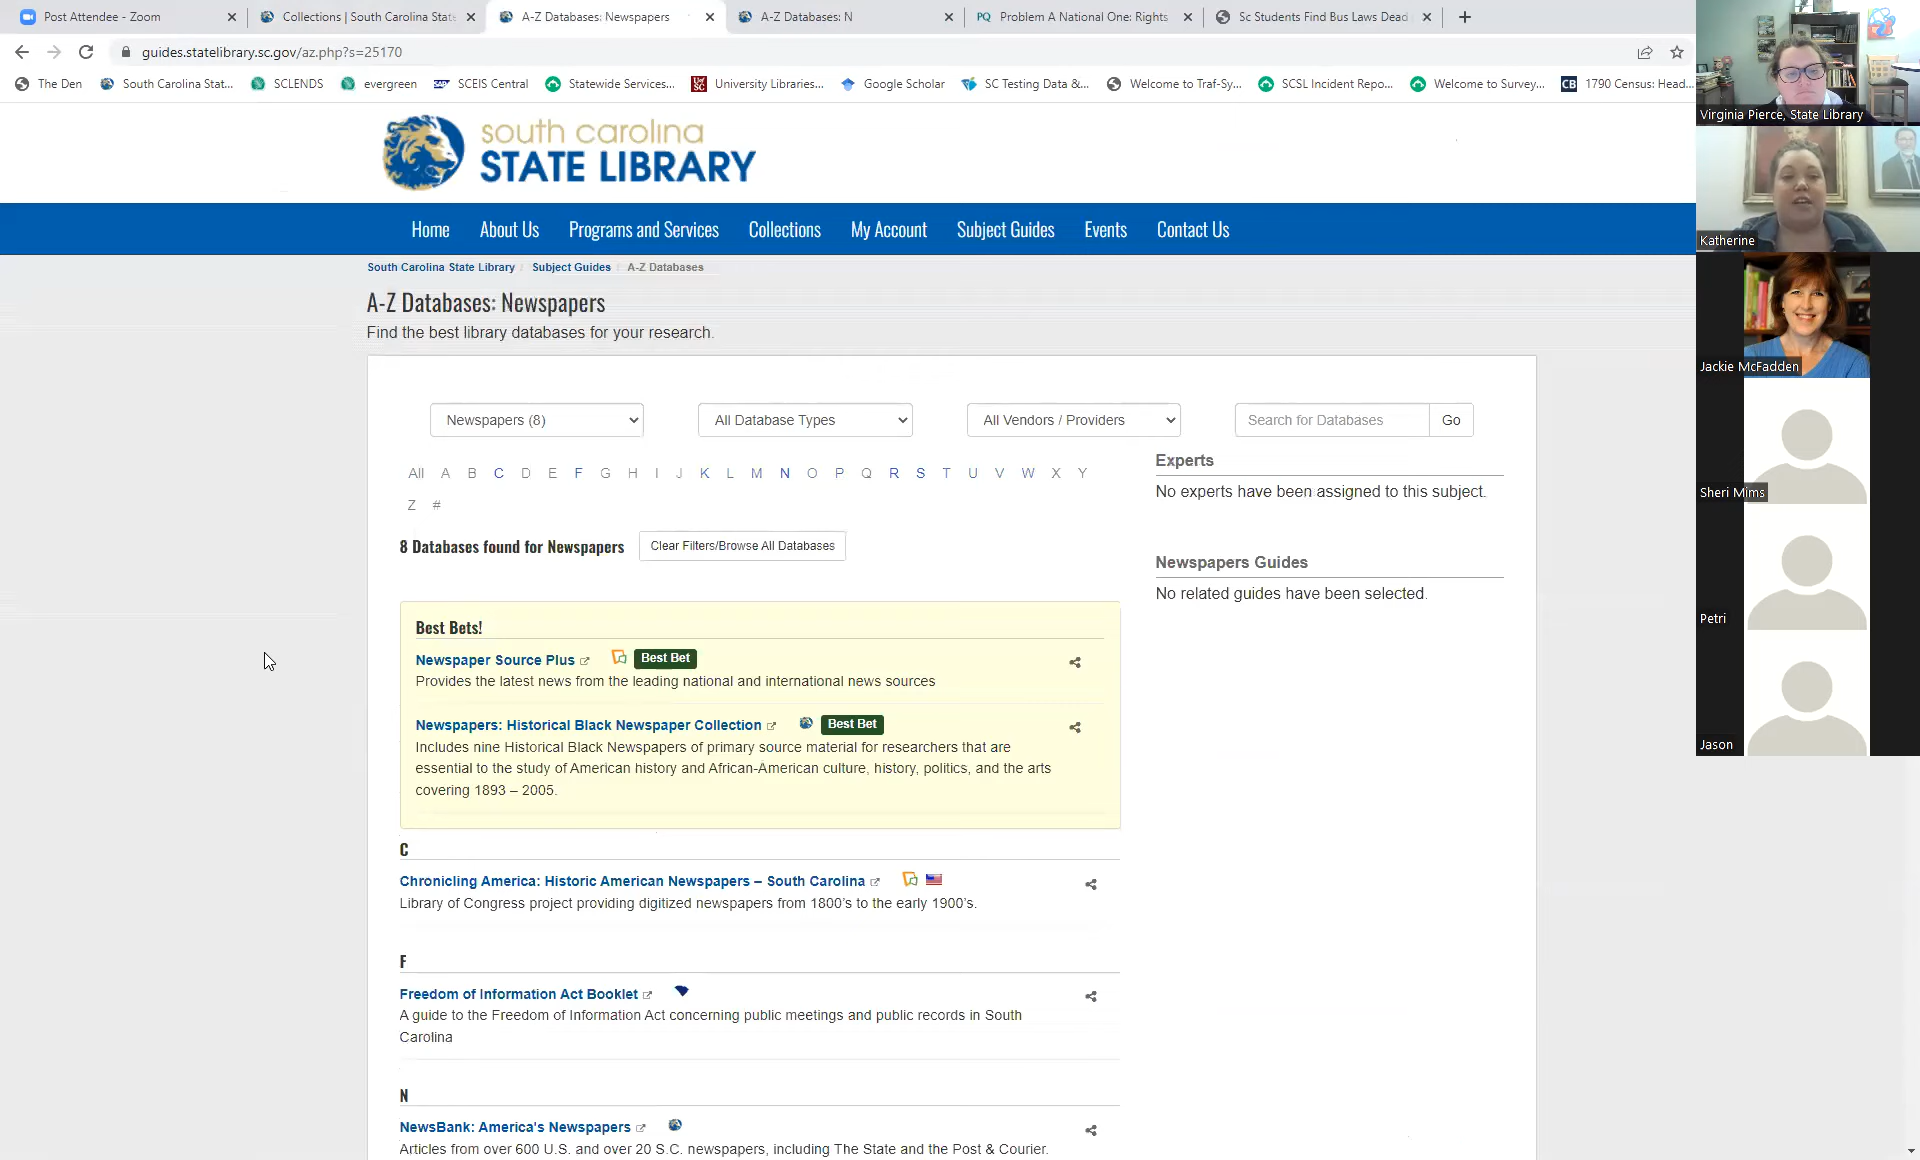 Post Attendee - Zoom
Collections | South Carolina State
A-Z Databases: Newspapers
A-Z Databases: N
PQ Problem A National One: Rights
Sc Students Find Bus Laws Dead
guides.statelibrary.sc.gov/az.php?s=25170
The Den
South Carolina Stat...
SCLENDS
evergreen
SCEIS Central
Statewide Services...
University Libraries...
Google Scholar
SC Testing Data &...
Welcome to Traf-Sy...
SCSL Incident Repo...
Welcome to Survey...
CB 1790 Census: Head...
south carolina
STATE LIBRARY
Home About Us Programs and Services Collections My Account Subject Guides Events Contact Us
South Carolina State Library / Subject Guides / A-Z Databases
A-Z Databases: Newspapers
Find the best library databases for your research.
Newspapers (8)
All Database Types
All Vendors / Providers
Search for Databases Go
All A B C D E F G H I J K L M N O P Q R S T U V W X Y
Z #
8 Databases found for Newspapers
Clear Filters/Browse All Databases
Experts
No experts have been assigned to this subject.
Newspapers Guides
No related guides have been selected.
Best Bets!
Newspaper Source Plus Best Bet
Provides the latest news from the leading national and international news sources
Newspapers: Historical Black Newspaper Collection Best Bet
Includes nine Historical Black Newspapers of primary source material for researchers that are
essential to the study of American history and African-American culture, history, politics, and the arts
covering 1893 – 2005.
C
Chronicling America: Historic American Newspapers – South Carolina
Library of Congress project providing digitized newspapers from 1800's to the early 1900's.
F
Freedom of Information Act Booklet
A guide to the Freedom of Information Act concerning public meetings and public records in South
Carolina
N
NewsBank: America's Newspapers
Articles from over 600 U.S. and over 20 S.C. newspapers, including The State and the Post & Courier.
Virginia Pierce, State Library
Katherine
Jackie McFadden
Sheri Mims
Petri
Jason